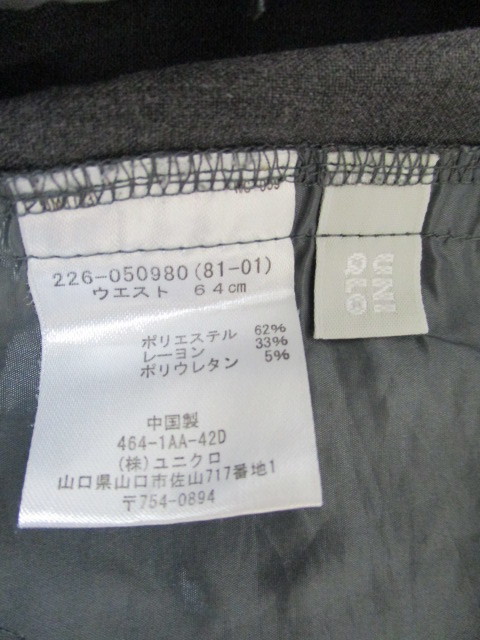 226-050980(81-01)
ウエスト 64cm
ポリエステル 62%
レーヨン 33%
ポリウレタン 5%
中国製
464-1AA-42D
(株)ユニクロ
山口県山口市佐山717番地1
〒754-0894
UNI
QLO